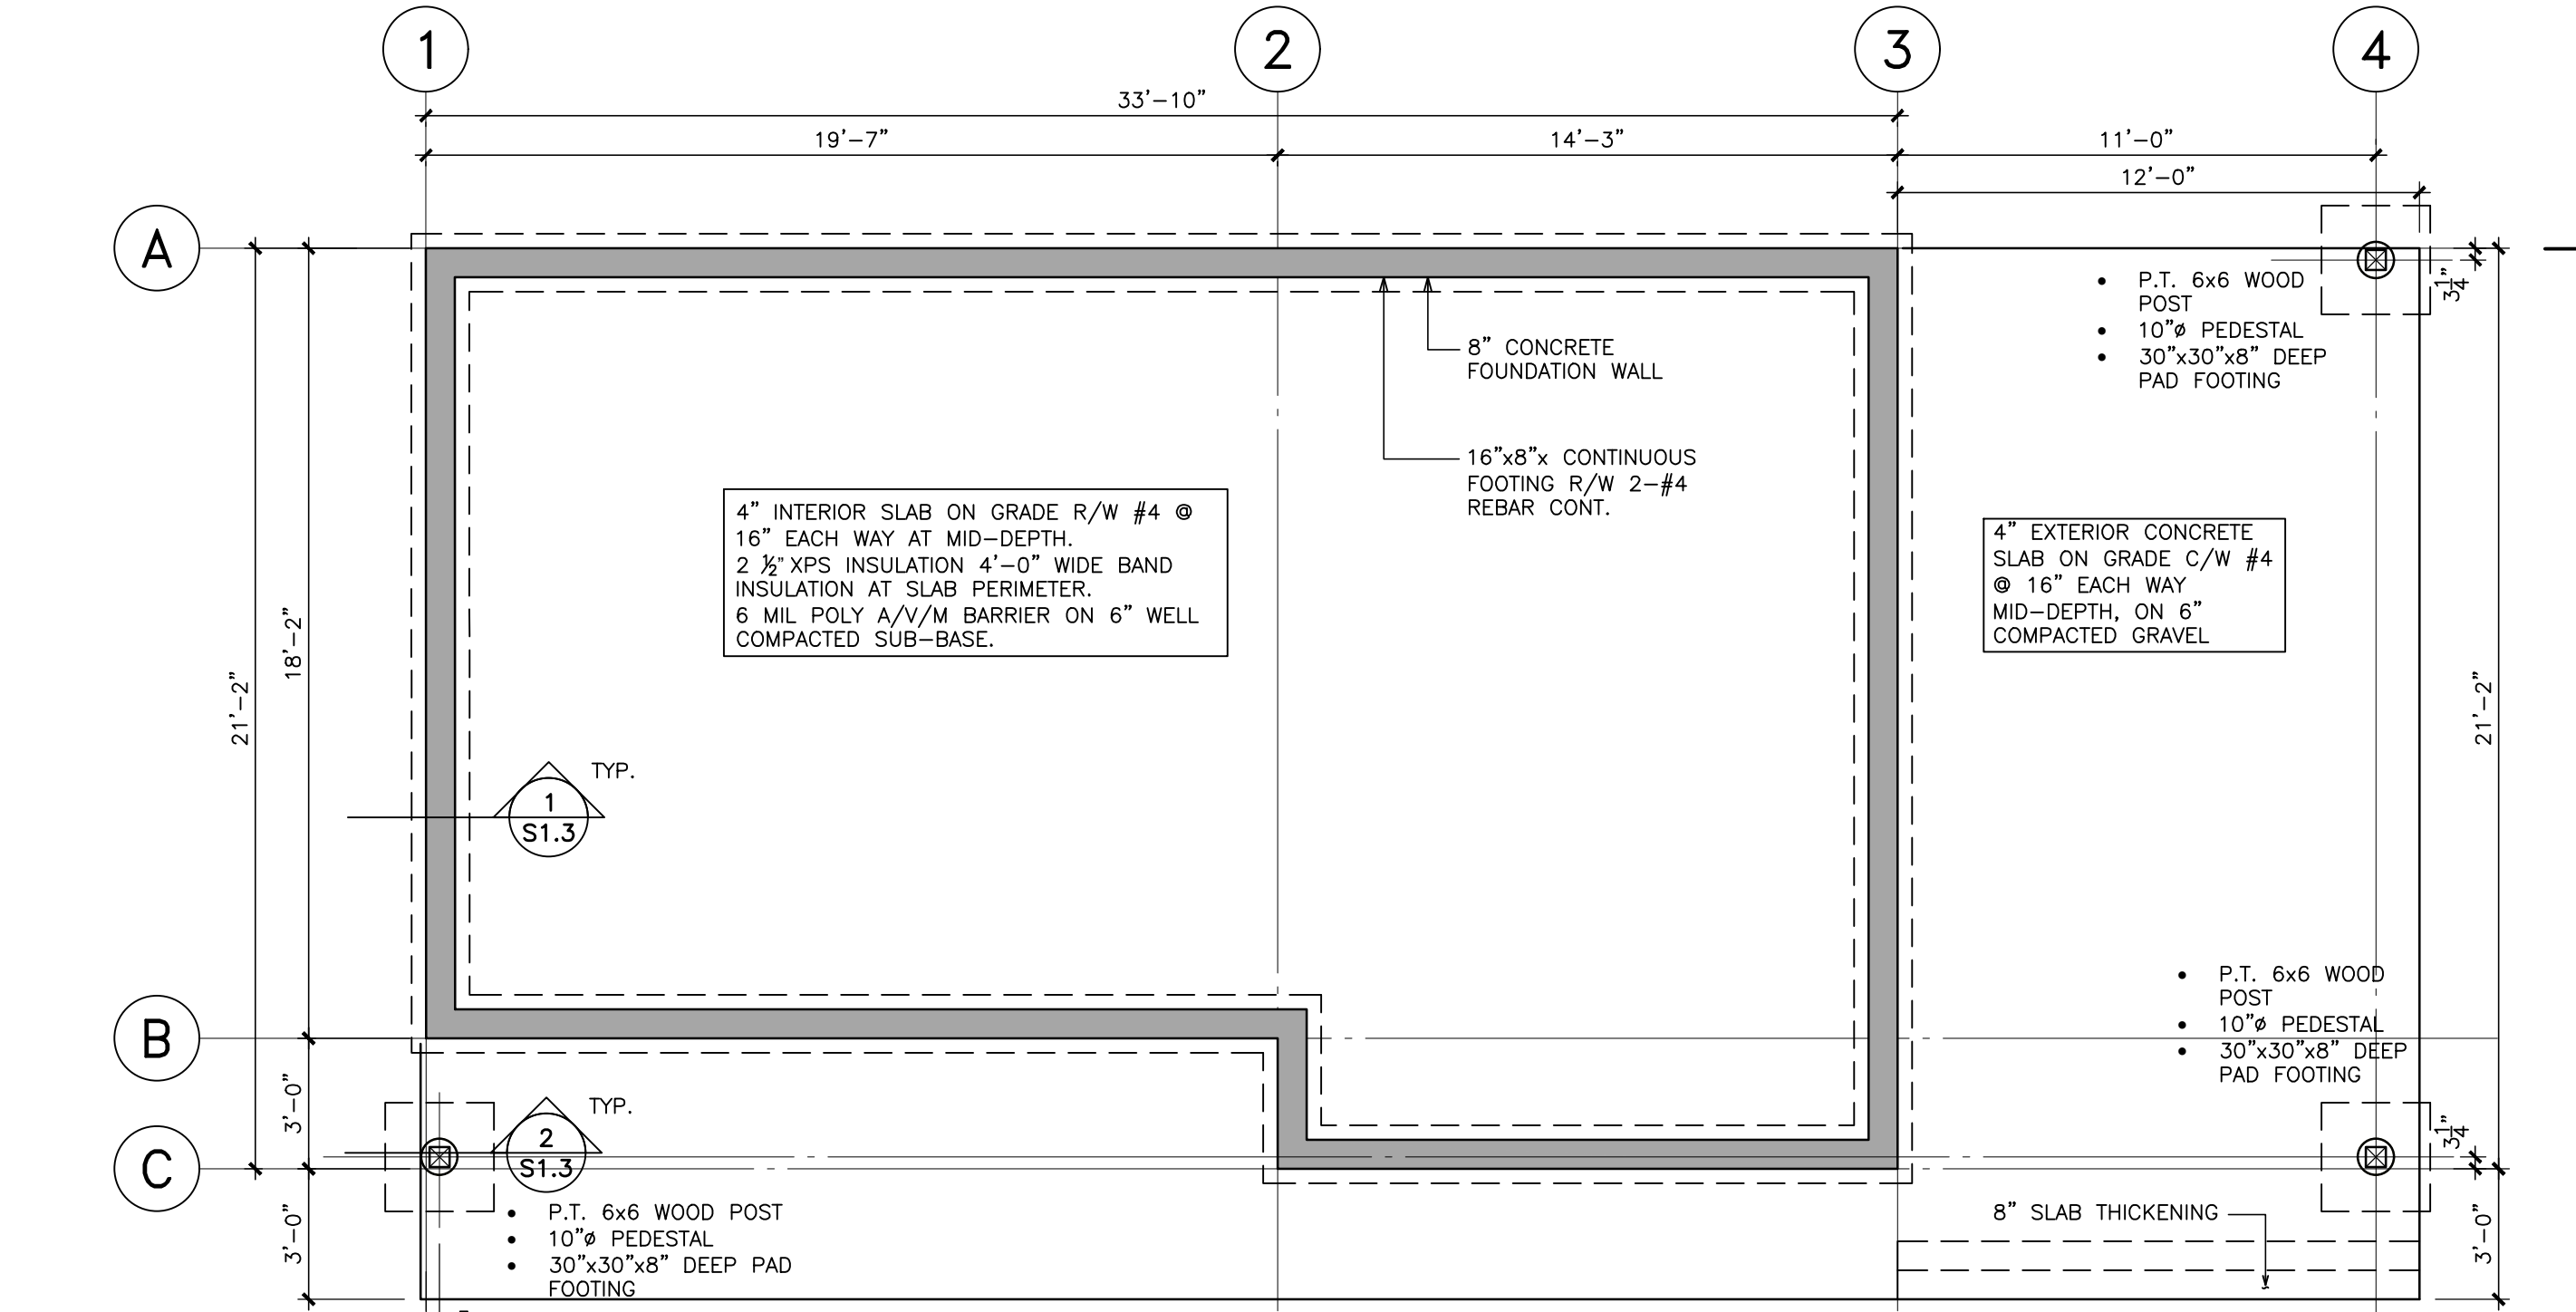 1
2
3
4
33'-10"
19'-7"
14'-3"
11'-0"
12'-0"
A
3 1/4"
• P.T. 6x6 WOOD
POST
• 10"ø PEDESTAL
• 30"x30"x8" DEEP
PAD FOOTING
8" CONCRETE
FOUNDATION WALL
16"x8"x CONTINUOUS
FOOTING R/W 2-#4
REBAR CONT.
4" INTERIOR SLAB ON GRADE R/W #4 @
16" EACH WAY AT MID-DEPTH.
2 ½" XPS INSULATION 4'-0" WIDE BAND
INSULATION AT SLAB PERIMETER.
6 MIL POLY A/V/M BARRIER ON 6" WELL
COMPACTED SUB-BASE.
4" EXTERIOR CONCRETE
SLAB ON GRADE C/W #4
@ 16" EACH WAY
MID-DEPTH, ON 6"
COMPACTED GRAVEL
18'-2"
21'-2"
21'-2"
TYP.
1
S1.3
• P.T. 6x6 WOOD
POST
• 10"ø PEDESTAL
• 30"x30"x8" DEEP
PAD FOOTING
B
3'-0"
TYP.
2
S1.3
3 1/4"
C
• P.T. 6x6 WOOD POST
• 10"ø PEDESTAL
• 30"x30"x8" DEEP PAD
FOOTING
8" SLAB THICKENING
3'-0"
3'-0"